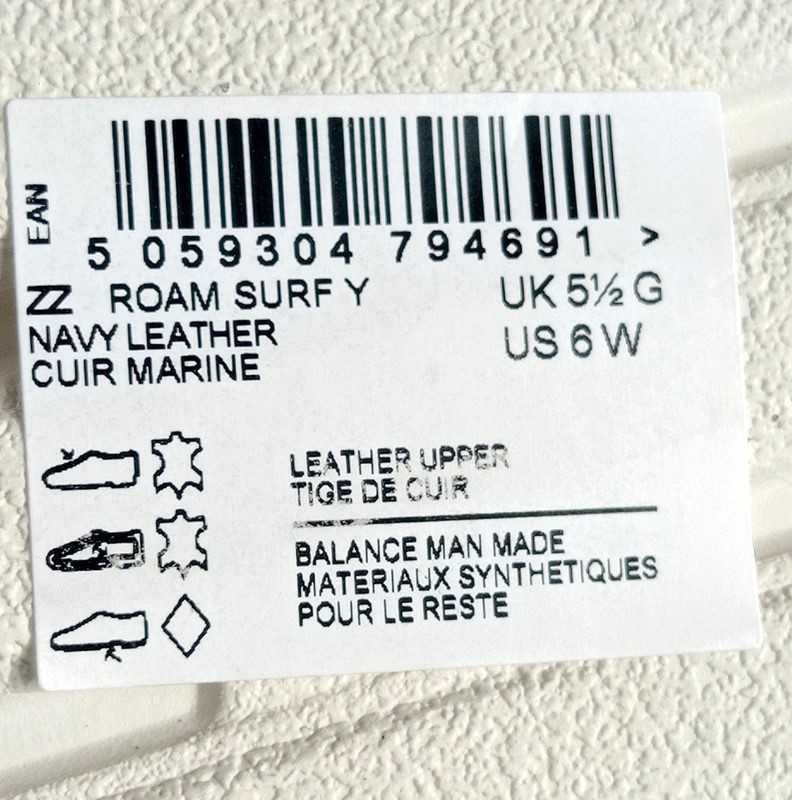 EAN
5 059304 794691 >
ZZ ROAM SURF Y UK 5½ G
NAVY LEATHER US 6 W
CUIR MARINE
LEATHER UPPER
TIGE DE CUIR
BALANCE MAN MADE
MATERIAUX SYNTHETIQUES
POUR LE RESTE